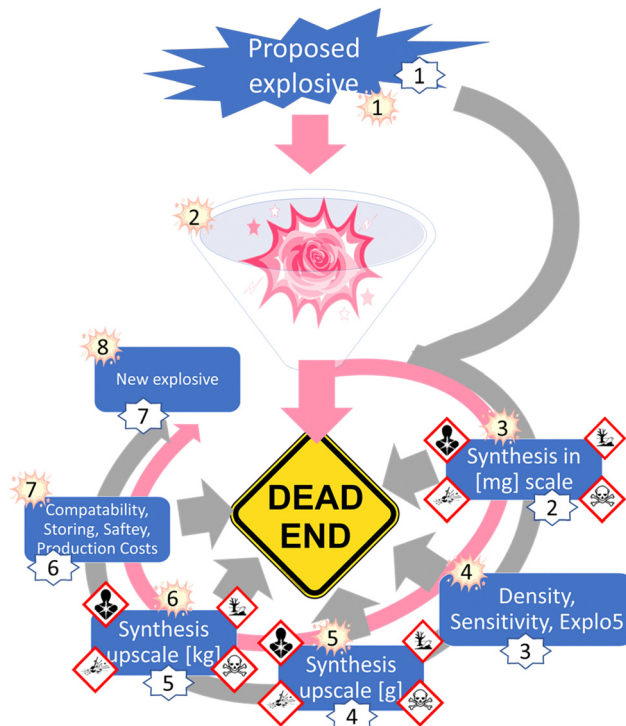 Proposed
explosive
1
1
2
8
New explosive
7
3
Synthesis in
[mg] scale
2
DEAD
END
7
Compatability,
Storing, Saftey,
Production Costs
6
4
Density,
Sensitivity, Explo5
3
6
Synthesis
upscale [kg]
5
5
Synthesis
upscale [g]
4